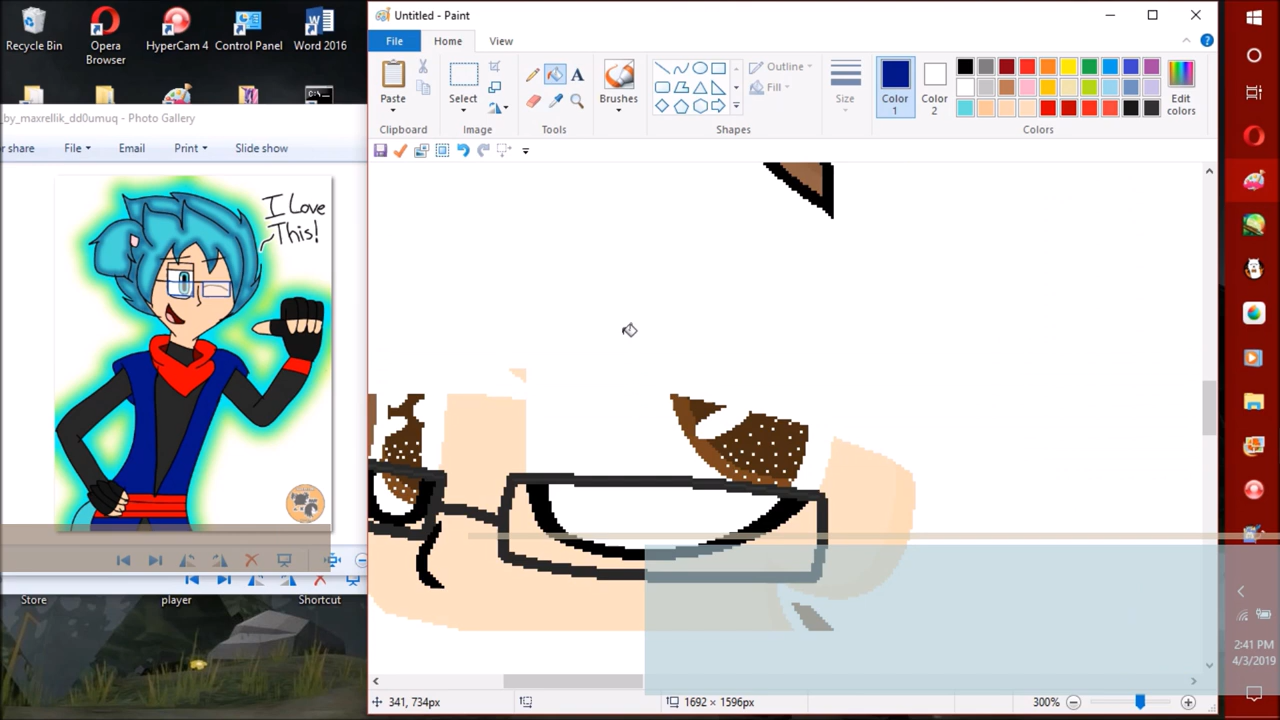 Recycle Bin
Opera Browser
HyperCam 4
Control Panel
Word 2016
_by_maxrellik_dd0umuq - Photo Gallery
r share
File
Email
Print
Slide show
I Love
This!
Store
player
Shortcut
Untitled - Paint
File
Home
View
Paste
Select
Brushes
Outline
Fill
Size
Color 1
Color 2
Edit colors
Clipboard
Image
Tools
Shapes
Colors
341, 734px
1692 × 1596px
300%
2:41 PM
4/3/2019